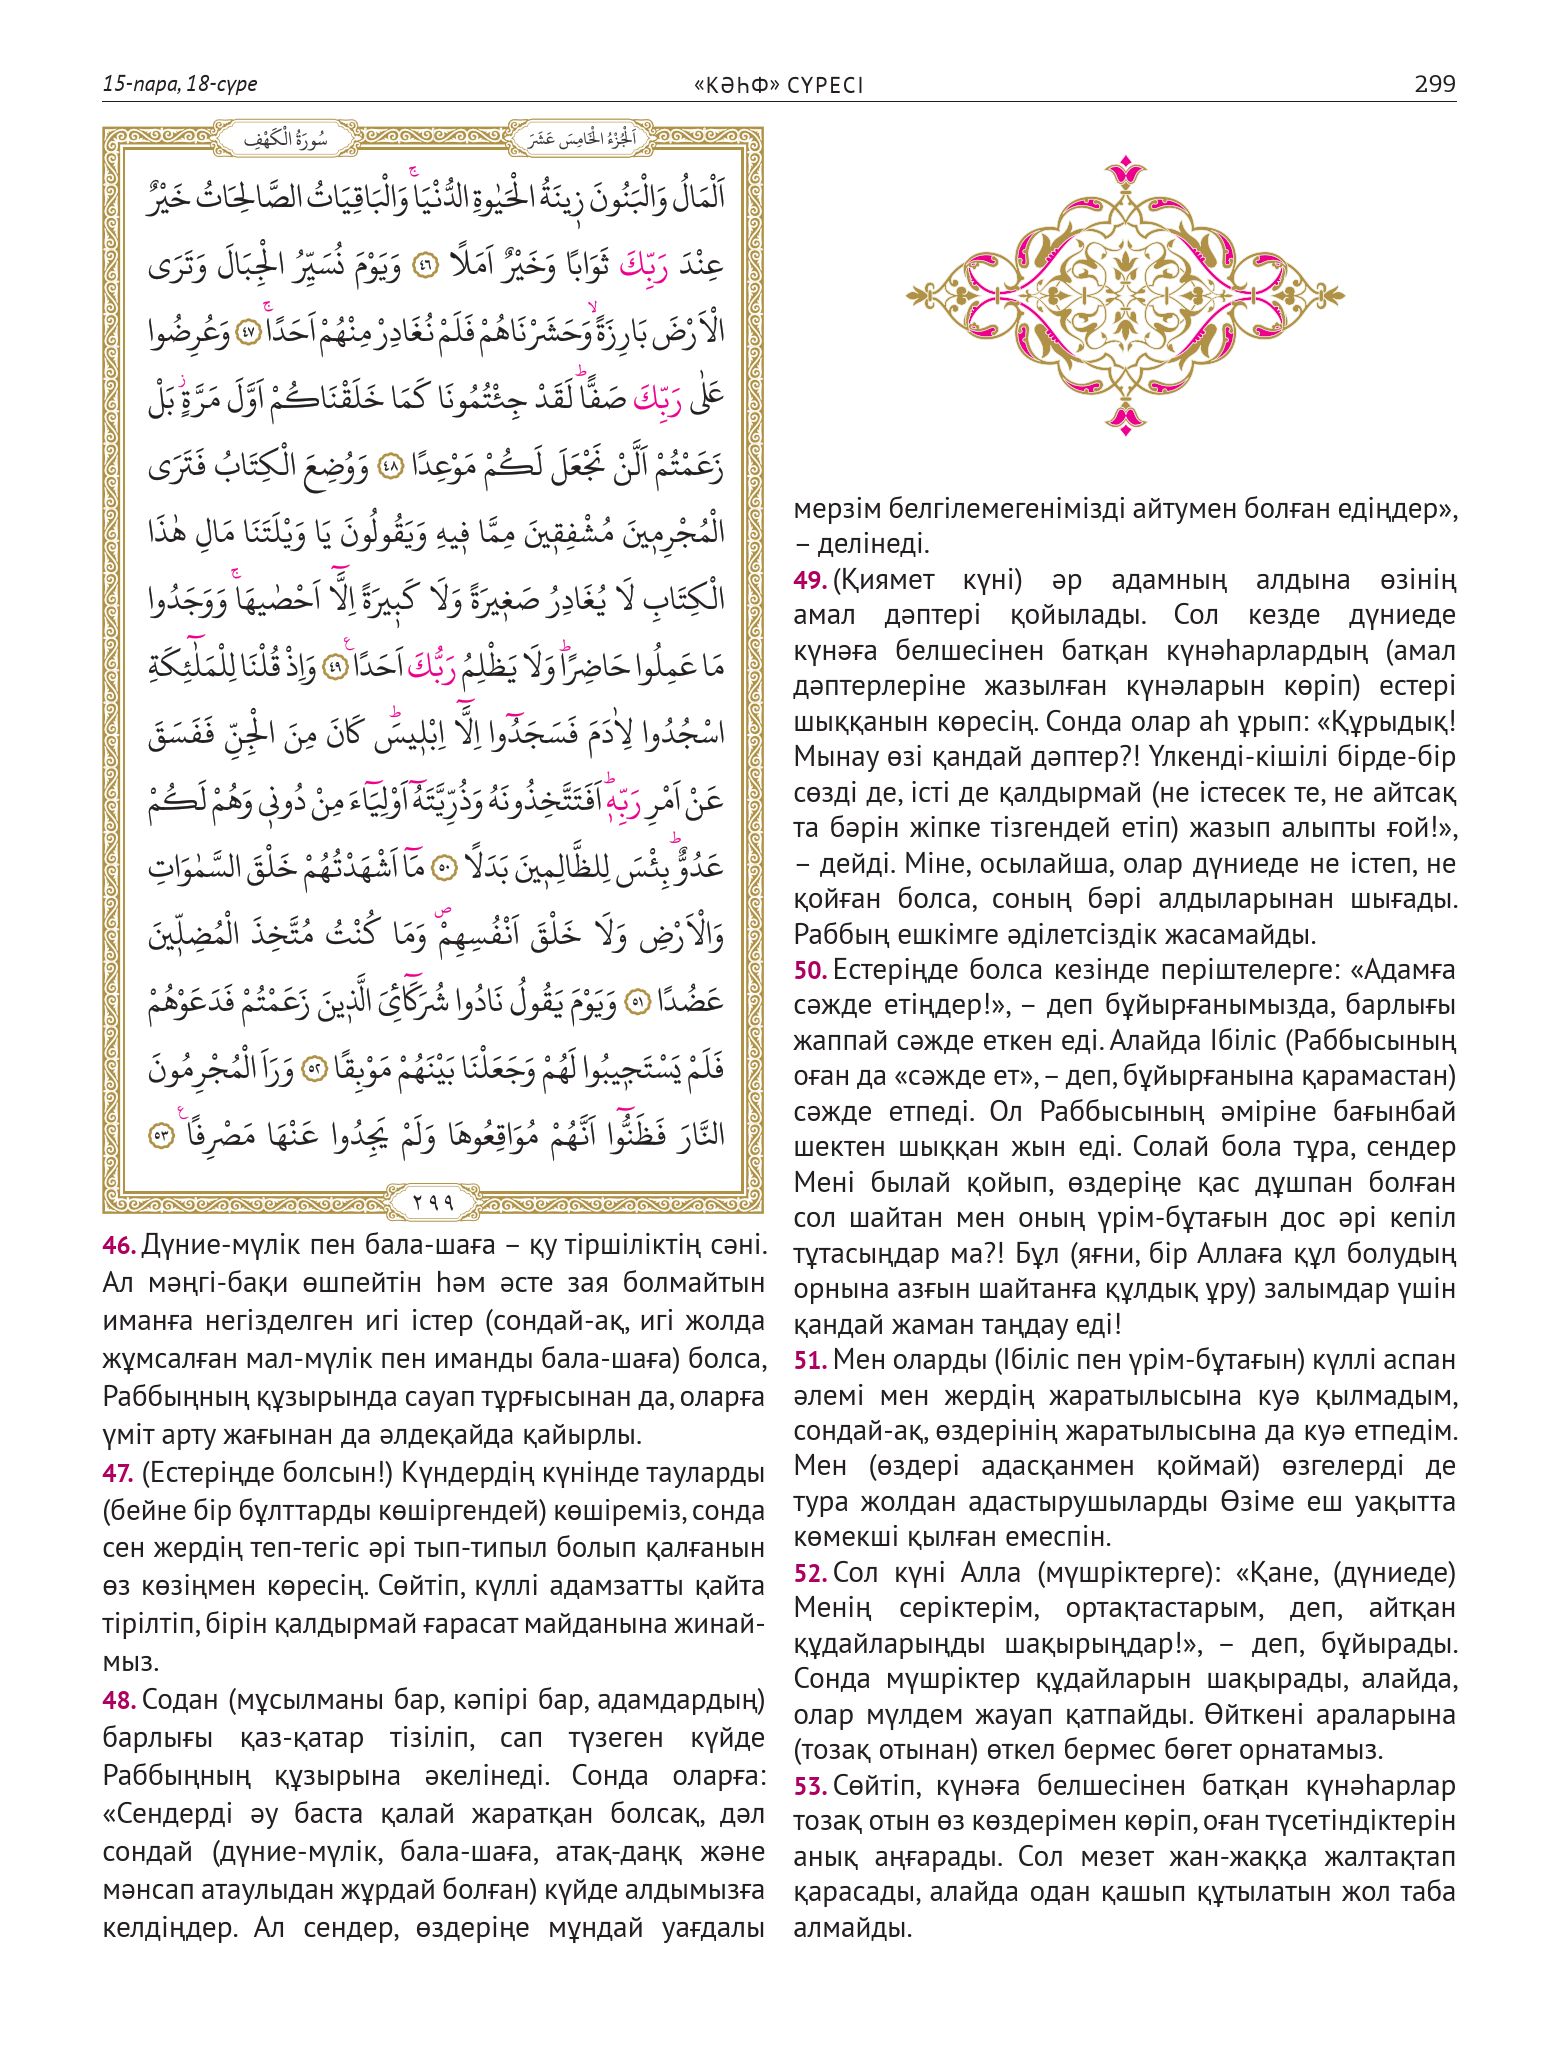 15-пара, 18-сүре
«КӘҺФ» СҮРЕСІ
299
اَلْجُزْءُ الْخَامِسَ عَشَرَ
سُورَةُ الْكَهْفِ
اَلْمَالُ وَالْبَنُونَ ز۪ينَةُ الْحَيٰوةِ الدُّنْيَاۚ وَالْبَاقِيَاتُ الصَّالِحَاتُ خَيْرٌ
عِنْدَ رَبِّكَ ثَوَابًا وَخَيْرٌ اَمَلًا ﴿٤٦﴾ وَيَوْمَ نُسَيِّرُ الْجِبَالَ وَتَرَى
الْاَرْضَ بَارِزَةًۙ وَحَشَرْنَاهُمْ فَلَمْ نُغَادِرْ مِنْهُمْ اَحَدًاۚ ﴿٤٧﴾ وَعُرِضُوا
عَلٰى رَبِّكَ صَفًّاۜ لَقَدْ جِئْتُمُونَا كَمَا خَلَقْنَاكُمْ اَوَّلَ مَرَّةٍۘ بَلْ
زَعَمْتُمْ اَلَّنْ نَجْعَلَ لَكُمْ مَوْعِدًا ﴿٤٨﴾ وَوُضِعَ الْكِتَابُ فَتَرَى
الْمُجْرِم۪ينَ مُشْفِق۪ينَ مِمَّا ف۪يهِ وَيَقُولُونَ يَا وَيْلَتَنَا مَالِ هٰذَا
الْكِتَابِ لَا يُغَادِرُ صَغ۪يرَةً وَلَا كَب۪يرَةً اِلَّٓا اَحْصٰيهَاۚ وَوَجَدُوا
مَا عَمِلُوا حَاضِرًاۜ وَلَا يَظْلِمُ رَبُّكَ اَحَدًاۧ ﴿٤٩﴾ وَاِذْ قُلْنَا لِلْمَلٰٓئِكَةِ
اسْجُدُوا لِاٰدَمَ فَسَجَدُٓوا اِلَّٓا اِبْل۪يسَۜ كَانَ مِنَ الْجِنِّ فَفَسَقَ
عَنْ اَمْرِ رَبِّه۪ۜ اَفَتَتَّخِذُونَهُ وَذُرِّيَّتَهُٓ اَوْلِيَٓاءَ مِنْ دُون۪ي وَهُمْ لَكُمْ
عَدُوٌّۜ بِئْسَ لِلظَّالِم۪ينَ بَدَلًا ﴿٥٠﴾ مَٓا اَشْهَدْتُهُمْ خَلْقَ السَّمٰوَاتِ
وَالْاَرْضِ وَلَا خَلْقَ اَنْفُسِهِمْۖ وَمَا كُنْتُ مُتَّخِذَ الْمُضِلّ۪ينَ
عَضُدًا ﴿٥١﴾ وَيَوْمَ يَقُولُ نَادُوا شُرَكَٓائِيَ الَّذ۪ينَ زَعَمْتُمْ فَدَعَوْهُمْ
فَلَمْ يَسْتَج۪يبُوا لَهُمْ وَجَعَلْنَا بَيْنَهُمْ مَوْبِقًا ﴿٥٢﴾ وَرَاَ الْمُجْرِمُونَ
النَّارَ فَظَنُّٓوا اَنَّهُمْ مُوَاقِعُوهَا وَلَمْ يَجِدُوا عَنْهَا مَصْرِفًاۧ ﴿٥٣﴾
٢٩٩
46. Дүние-мүлік пен бала-шаға – қу тіршіліктің сәні.
Ал мәңгі-бақи өшпейтін һәм әсте зая болмайтын
иманға негізделген игі істер (сондай-ақ, игі жолда
жұмсалған мал-мүлік пен иманды бала-шаға) болса,
Раббыңның құзырында сауап тұрғысынан да, оларға
үміт арту жағынан да әлдеқайда қайырлы.
47. (Естеріңде болсын!) Күндердің күнінде тауларды
(бейне бір бұлттарды көшіргендей) көшіреміз, сонда
сен жердің теп-тегіс әрі тып-типыл болып қалғанын
өз көзіңмен көресің. Сөйтіп, күллі адамзатты қайта
тірілтіп, бірін қалдырмай ғарасат майданына жинай-
мыз.
48. Содан (мұсылманы бар, кәпірі бар, адамдардың)
барлығы қаз-қатар тізіліп, сап түзеген күйде
Раббыңның құзырына әкелінеді. Сонда оларға:
«Сендерді әу баста қалай жаратқан болсақ, дәл
сондай (дүние-мүлік, бала-шаға, атақ-даңқ және
мәнсап атаулыдан жұрдай болған) күйде алдымызға
келдіңдер. Ал сендер, өздеріңе мұндай уағдалы
мерзім белгілемегенімізді айтумен болған едіңдер»,
– делінеді.
49. (Қиямет күні) әр адамның алдына өзінің
амал дәптері қойылады. Сол кезде дүниеде
күнәға белшесінен батқан күнәһарлардың (амал
дәптерлеріне жазылған күнәларын көріп) естері
шыққанын көресің. Сонда олар аһ ұрып: «Құрыдық!
Мынау өзі қандай дәптер?! Үлкенді-кішілі бірде-бір
сөзді де, істі де қалдырмай (не істесек те, не айтсақ
та бәрін жіпке тізгендей етіп) жазып алыпты ғой!»,
– дейді. Міне, осылайша, олар дүниеде не істеп, не
қойған болса, соның бәрі алдыларынан шығады.
Раббың ешкімге әділетсіздік жасамайды.
50. Естеріңде болса кезінде періштелерге: «Адамға
сәжде етіңдер!», – деп бұйырғанымызда, барлығы
жаппай сәжде еткен еді. Алайда Ібіліс (Раббысының
оған да «сәжде ет», – деп, бұйырғанына қарамастан)
сәжде етпеді. Ол Раббысының әміріне бағынбай
шектен шыққан жын еді. Солай бола тұра, сендер
Мені былай қойып, өздеріңе қас дұшпан болған
сол шайтан мен оның үрім-бұтағын дос әрі кепіл
тұтасыңдар ма?! Бұл (яғни, бір Аллаға құл болудың
орнына азғын шайтанға құлдық ұру) залымдар үшін
қандай жаман таңдау еді!
51. Мен оларды (Ібіліс пен үрім-бұтағын) күллі аспан
әлемі мен жердің жаратылысына куә қылмадым,
сондай-ақ, өздерінің жаратылысына да куә етпедім.
Мен (өздері адасқанмен қоймай) өзгелерді де
тура жолдан адастырушыларды Өзіме еш уақытта
көмекші қылған емеспін.
52. Сол күні Алла (мүшріктерге): «Қане, (дүниеде)
Менің серіктерім, ортақтастарым, деп, айтқан
құдайларыңды шақырыңдар!», – деп, бұйырады.
Сонда мүшріктер құдайларын шақырады, алайда,
олар мүлдем жауап қатпайды. Өйткені араларына
(тозақ отынан) өткел бермес бөгет орнатамыз.
53. Сөйтіп, күнәға белшесінен батқан күнәһарлар
тозақ отын өз көздерімен көріп, оған түсетіндіктерін
анық аңғарады. Сол мезет жан-жаққа жалтақтап
қарасады, алайда одан қашып құтылатын жол таба
алмайды.